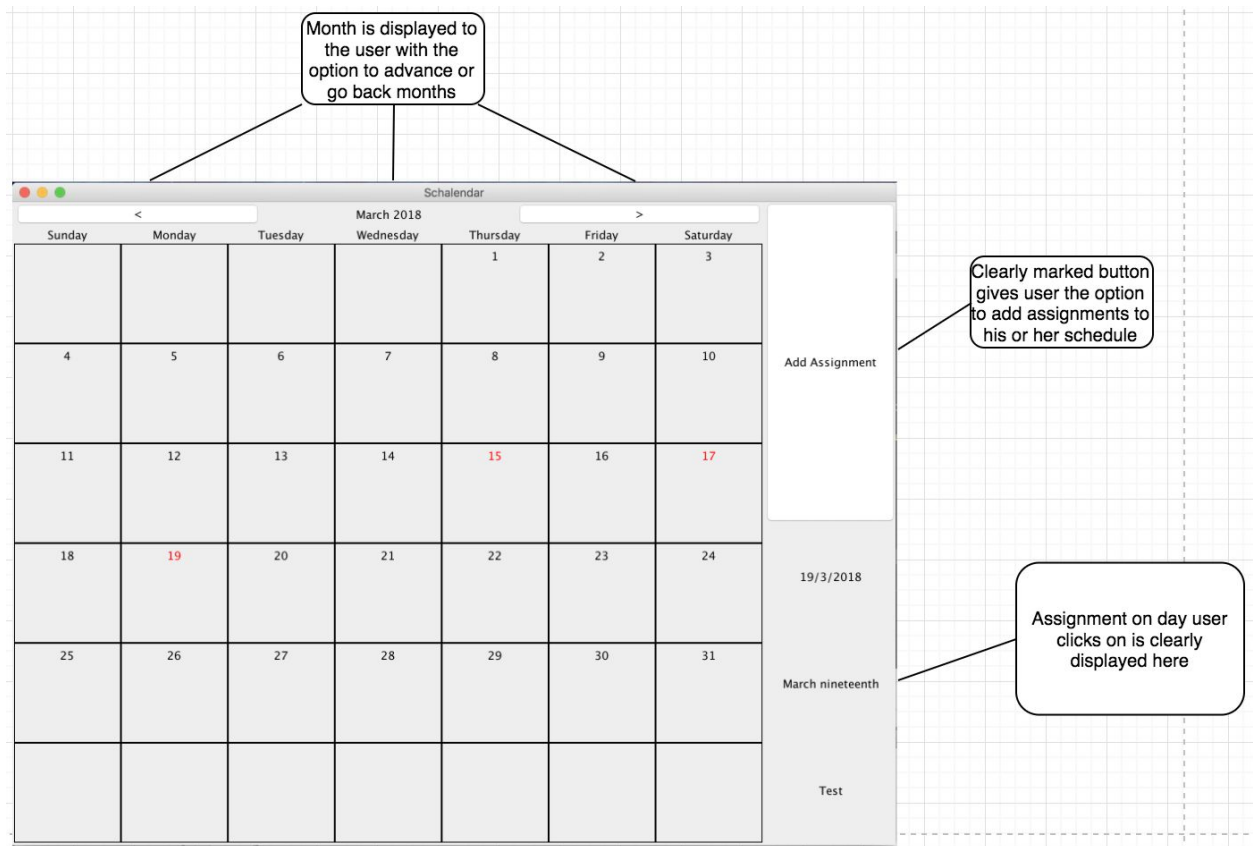 Month is displayed to
the user with the
option to advance or
go back months
Schalendar
< March 2018 >
Sunday Monday Tuesday Wednesday Thursday Friday Saturday
1 2 3
4 5 6 7 8 9 10
11 12 13 14 15 16 17
18 19 20 21 22 23 24
25 26 27 28 29 30 31
Add Assignment
19/3/2018
March nineteenth
Test
Clearly marked button
gives user the option
to add assignments to
his or her schedule
Assignment on day user
clicks on is clearly
displayed here